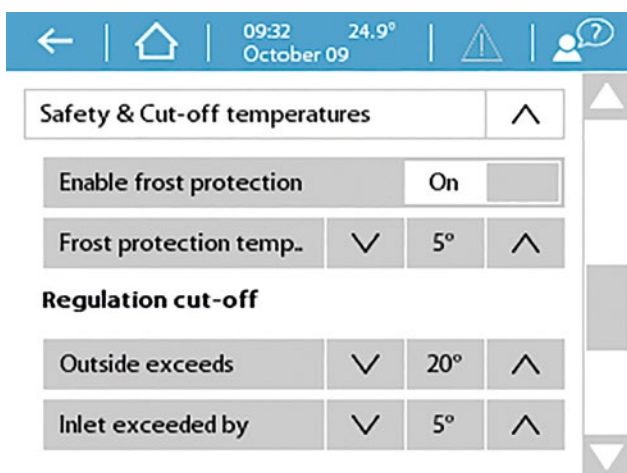 09:32 24.9°
October 09
?
Safety & Cut-off temperatures
Enable frost protection On
Frost protection temp.. 5°
Regulation cut-off
Outside exceeds 20°
Inlet exceeded by 5°